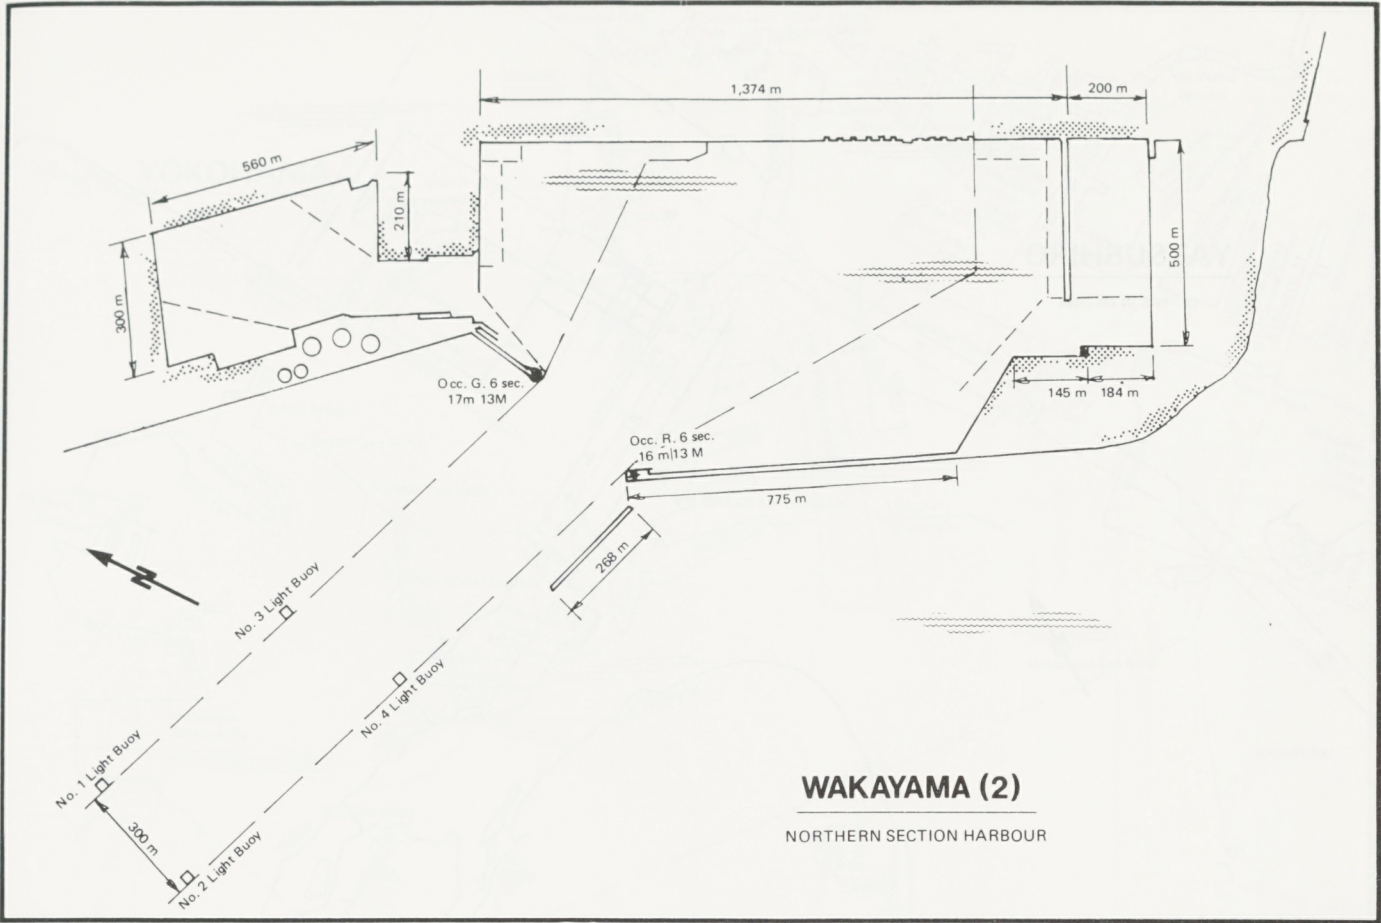 1,374 m
200 m
560 m
210 m
500 m
300 m
Occ. G. 6 sec.
17m 13M
145 m
184 m
Occ. R. 6 sec.
16 m 13 M
775 m
268 m
No. 3 Light Buoy
No. 4 Light Buoy
No. 1 Light Buoy
300 m
No. 2 Light Buoy
N
WAKAYAMA (2)
NORTHERN SECTION HARBOUR